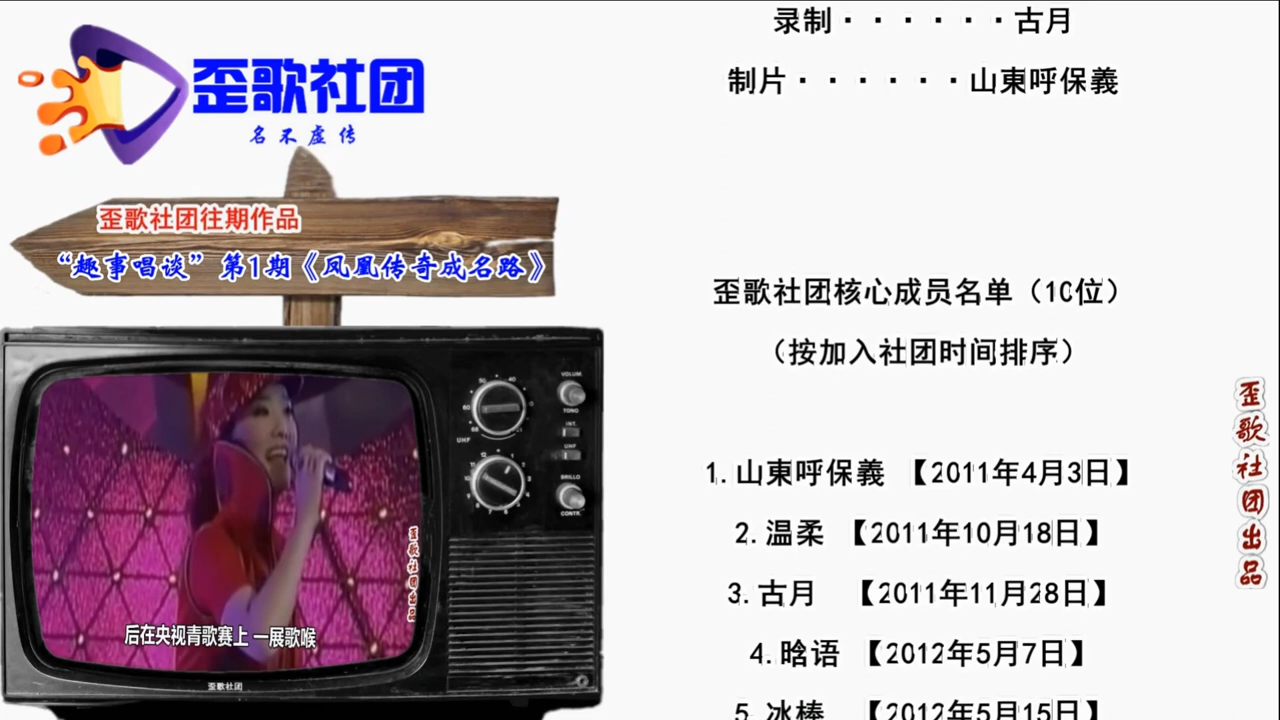 歪歌社团
名不虚传
歪歌社团往期作品
“趣事唱谈”第1期《凤凰传奇成名路》
VOLUM.
TONO
INT.
UHF
UHF
BRILLO
CONTR.
歪歌社团出品
后在央视青歌赛上 一展歌喉
歪歌社团
录制······古月
制片······山東呼保義
歪歌社团核心成员名单（10位）
（按加入社团时间排序）
1.山東呼保義 【2011年4月3日】
2.温柔 【2011年10月18日】
3.古月 【2011年11月28日】
4.晗语 【2012年5月7日】
5.冰棒 【2012年5月15日】
歪歌社团出品